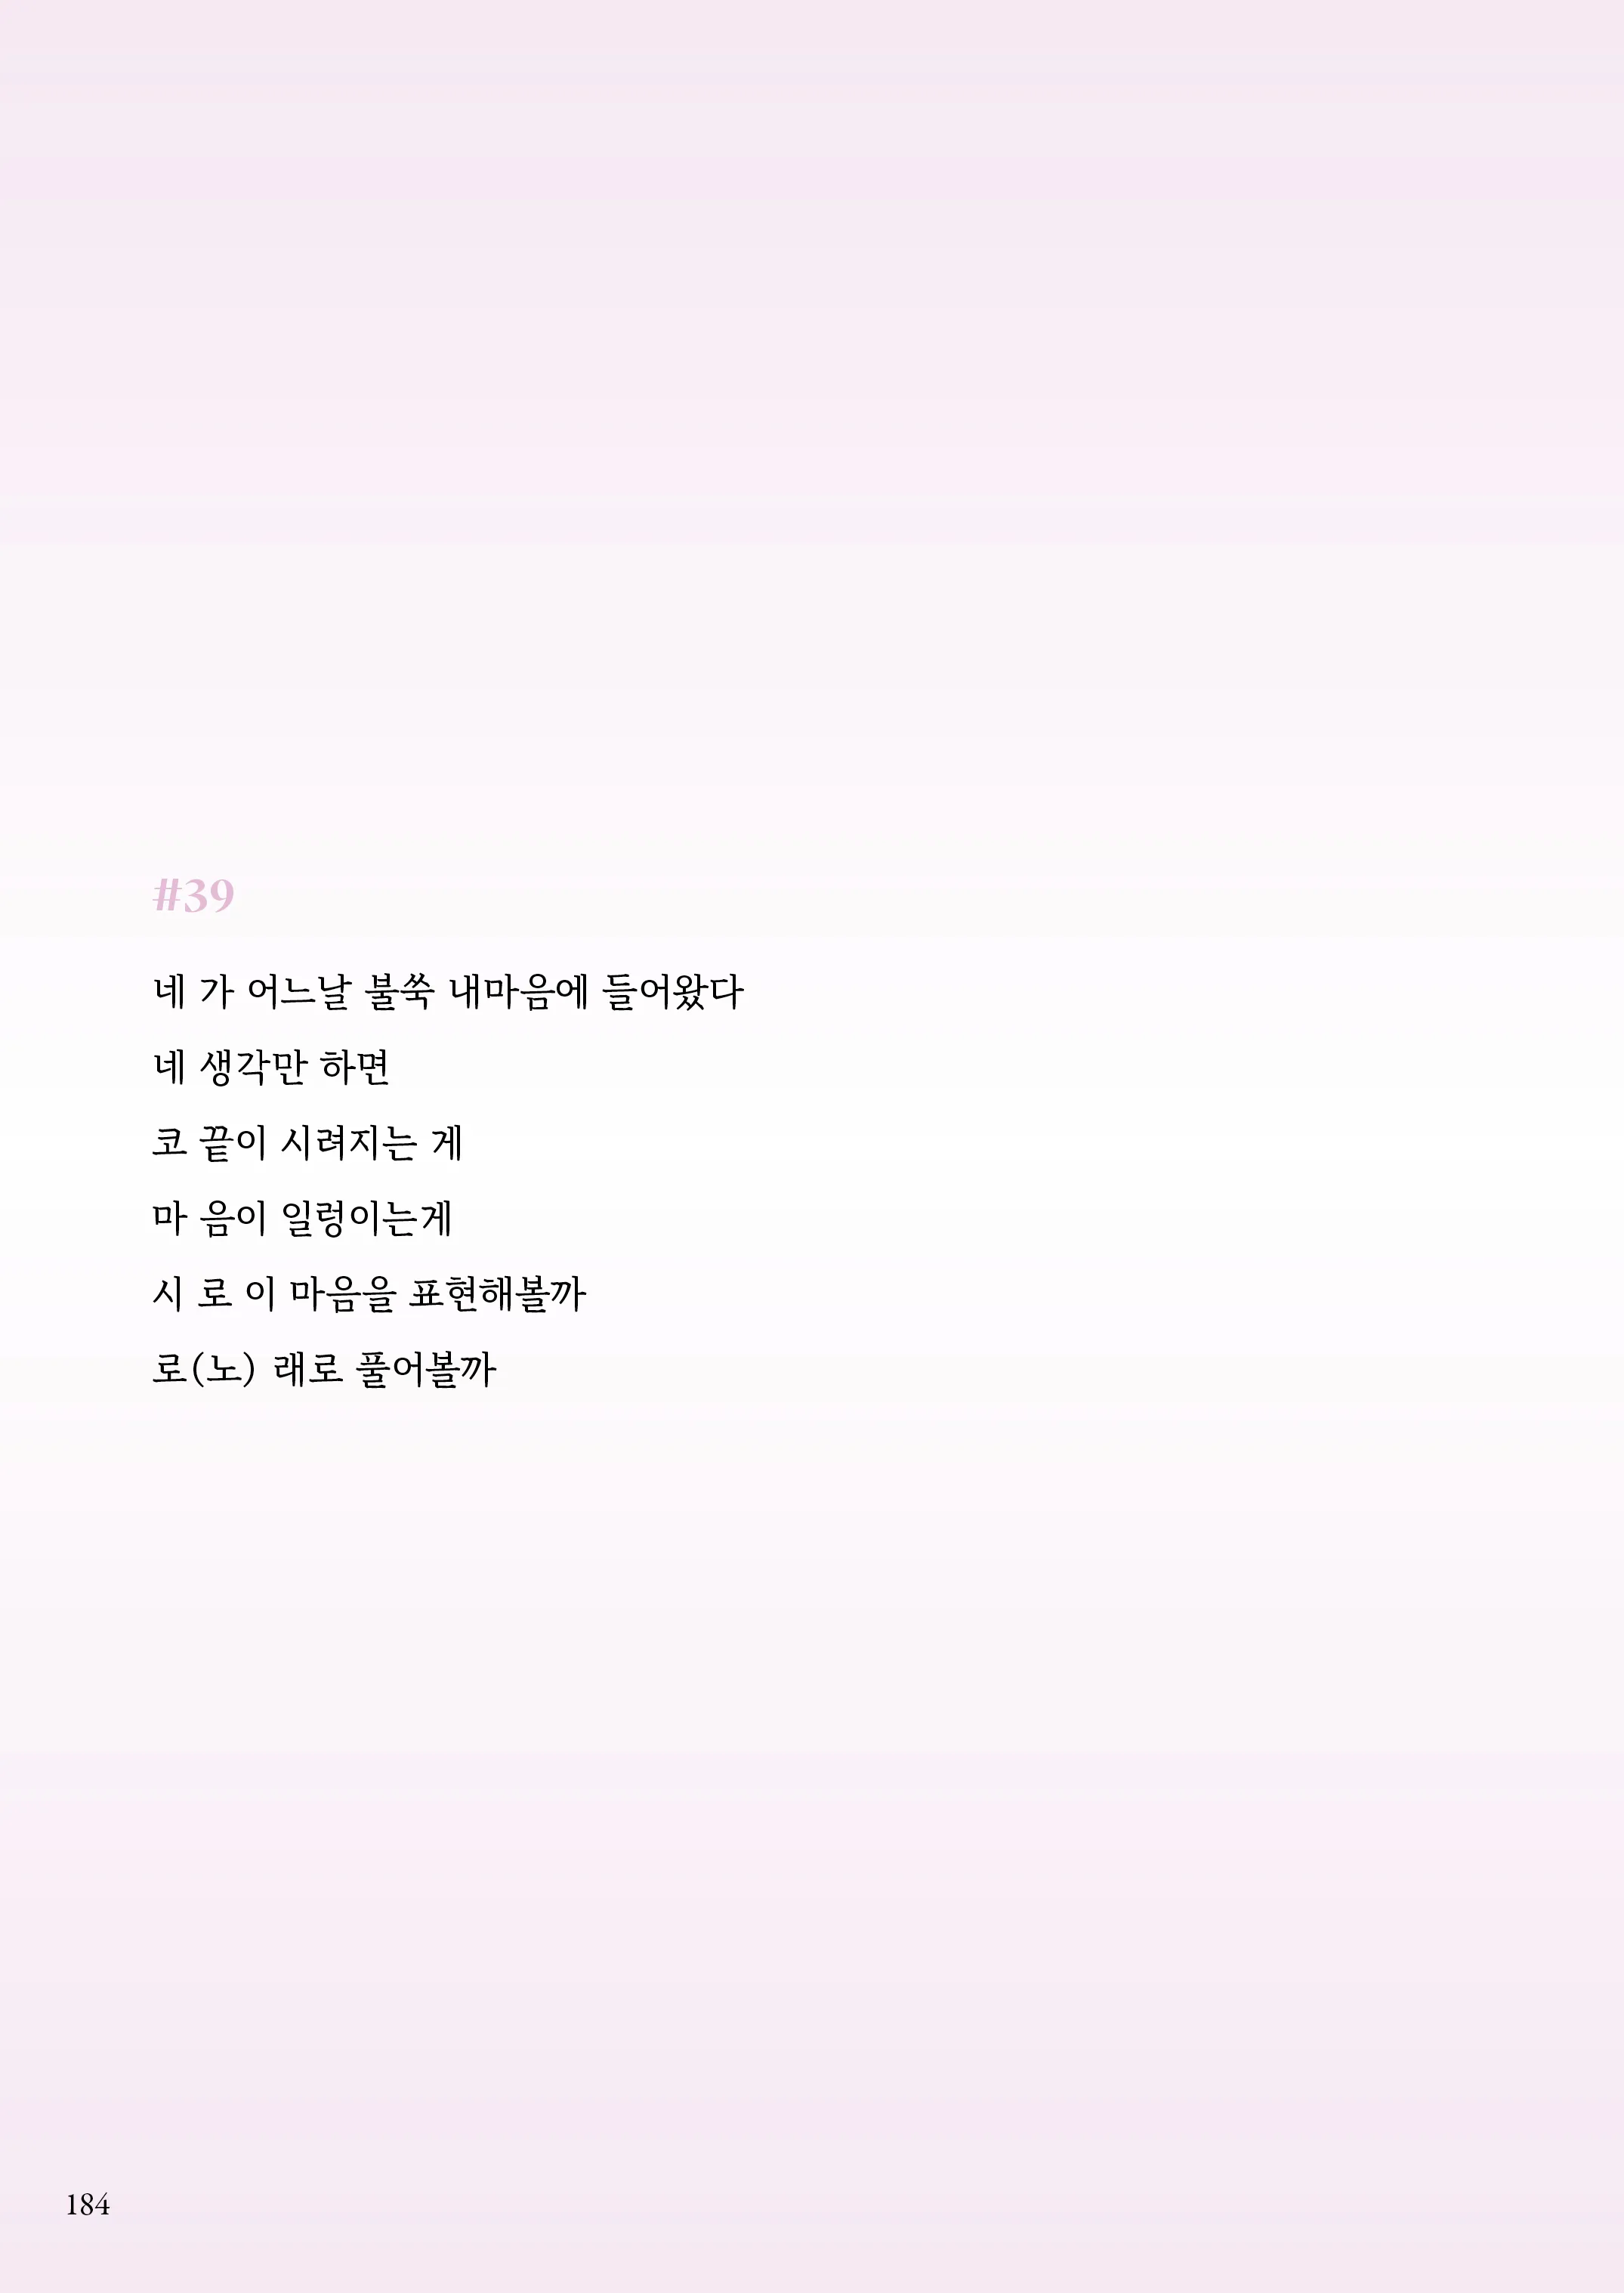 #39
네 가 어느날 불쑥 내마음에 들어왔다
네 생각만 하면
코 끝이 시려지는 게
마 음이 일렁이는게
시 로 이 마음을 표현해볼까
로(노) 래로 풀어볼까
184